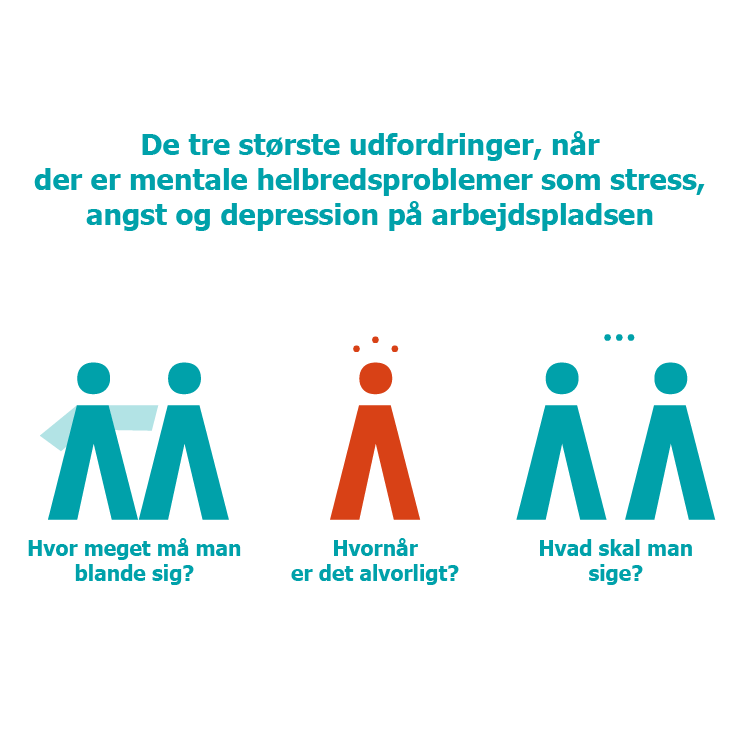 De tre største udfordringer, når
der er mentale helbredsproblemer som stress,
angst og depression på arbejdspladsen
Hvor meget må man
blande sig?
Hvornår
er det alvorligt?
Hvad skal man
sige?